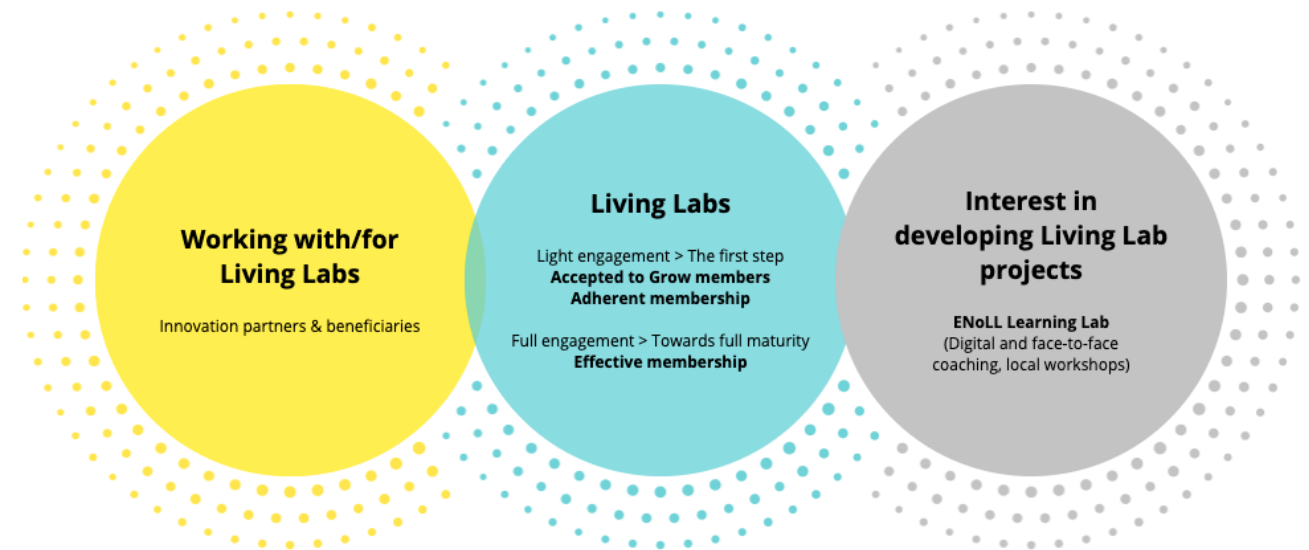 Working with/for
Living Labs
Innovation partners & beneficiaries
Living Labs
Light engagement > The first step
Accepted to Grow members
Adherent membership
Full engagement > Towards full maturity
Effective membership
Interest in
developing Living Lab
projects
ENoLL Learning Lab
(Digital and face-to-face
coaching, local workshops)